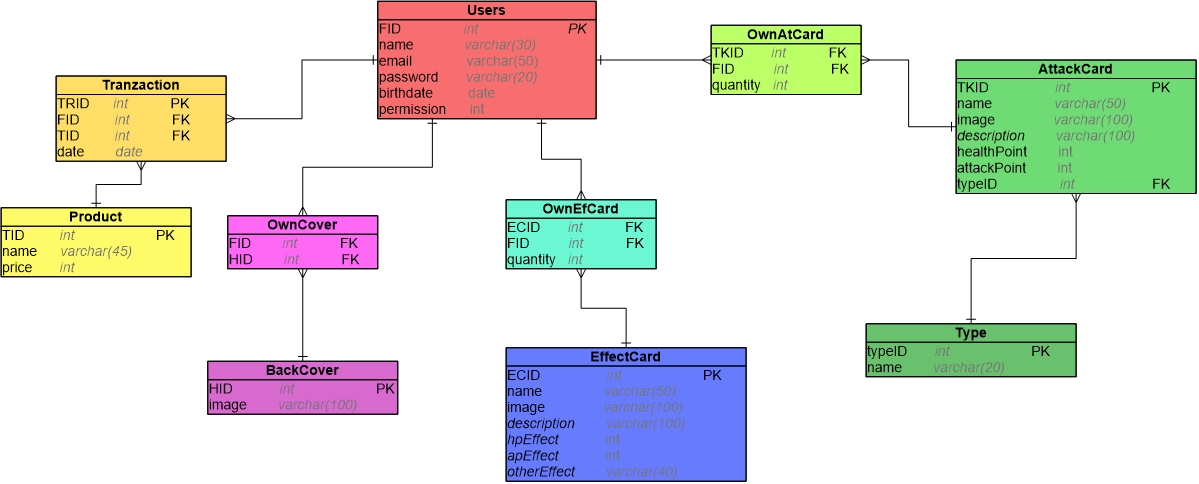 Users
FID int PK
name varchar(30)
email varchar(50)
password varchar(20)
birthdate date
permission int
OwnAtCard
TKID int FK
FID int FK
quantity int
AttackCard
TKID int PK
name varchar(50)
image varchar(100)
description varchar(100)
healthPoint int
attackPoint int
typeID int FK
Tranzaction
TRID int PK
FID int FK
TID int FK
date date
Product
TID int PK
name varchar(45)
price int
OwnCover
FID int FK
HID int FK
OwnEfCard
ECID int FK
FID int FK
quantity int
Type
typeID int PK
name varchar(20)
BackCover
HID int PK
image varchar(100)
EffectCard
ECID int PK
name varchar(50)
image varchar(100)
description varchar(100)
hpEffect int
apEffect int
otherEffect varchar(40)